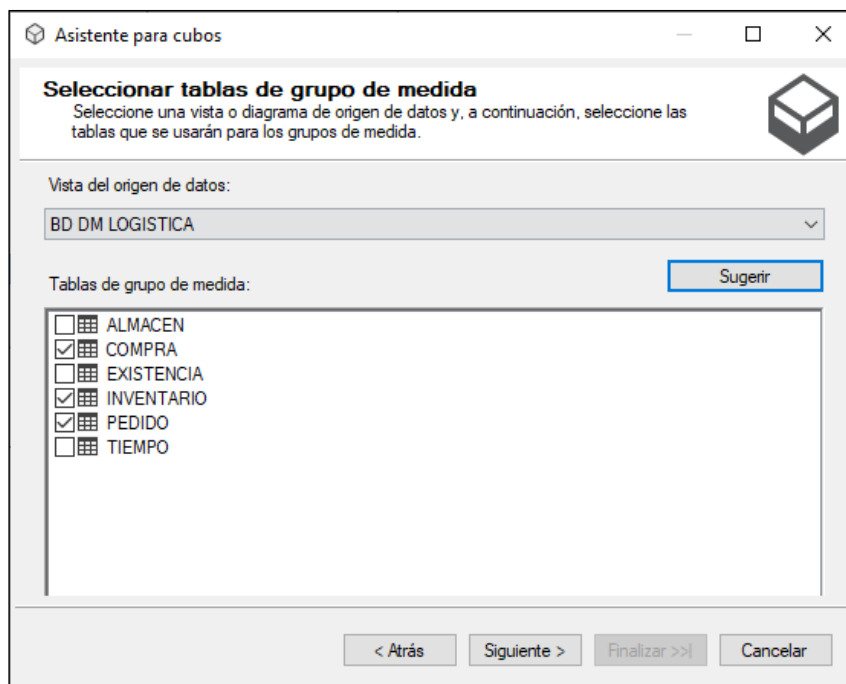 Asistente para cubos
Seleccionar tablas de grupo de medida
Seleccione una vista o diagrama de origen de datos y, a continuación, seleccione las
tablas que se usarán para los grupos de medida.
Vista del origen de datos:
BD DM LOGISTICA
Tablas de grupo de medida:
Sugerir
ALMACEN
COMPRA
EXISTENCIA
INVENTARIO
PEDIDO
TIEMPO
< Atrás
Siguiente >
Finalizar >>|
Cancelar